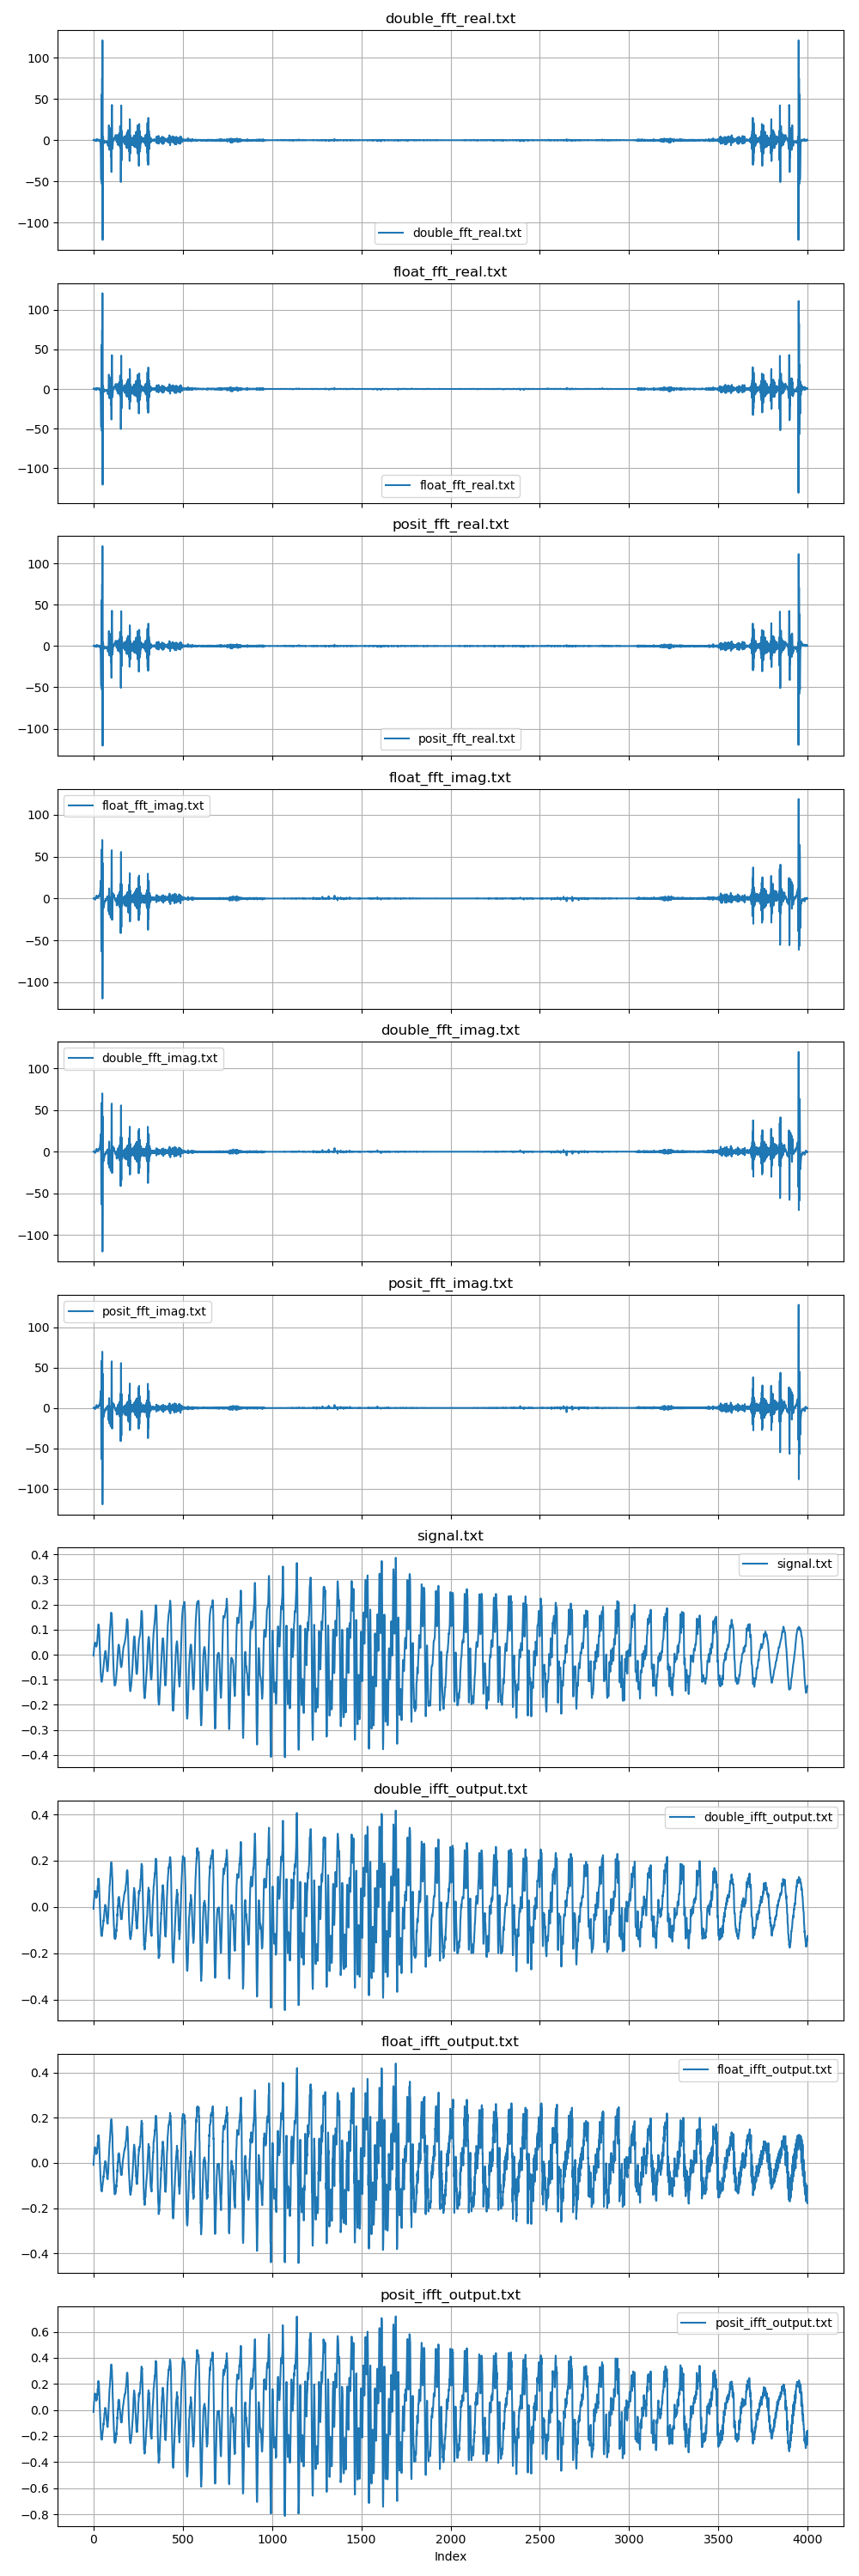 double_fft_real.txt
100
50
0
−50
−100
double_fft_real.txt
float_fft_real.txt
100
50
0
−50
−100
float_fft_real.txt
posit_fft_real.txt
100
50
0
−50
−100
posit_fft_real.txt
float_fft_imag.txt
float_fft_imag.txt
100
50
0
−50
−100
double_fft_imag.txt
double_fft_imag.txt
100
50
0
−50
−100
posit_fft_imag.txt
posit_fft_imag.txt
100
50
0
−50
−100
signal.txt
signal.txt
0.4
0.3
0.2
0.1
0.0
−0.1
−0.2
−0.3
−0.4
double_ifft_output.txt
double_ifft_output.txt
0.4
0.2
0.0
−0.2
−0.4
float_ifft_output.txt
float_ifft_output.txt
0.4
0.2
0.0
−0.2
−0.4
posit_ifft_output.txt
posit_ifft_output.txt
0.6
0.4
0.2
0.0
−0.2
−0.4
−0.6
−0.8
0 500 1000 1500 2000 2500 3000 3500 4000
Index